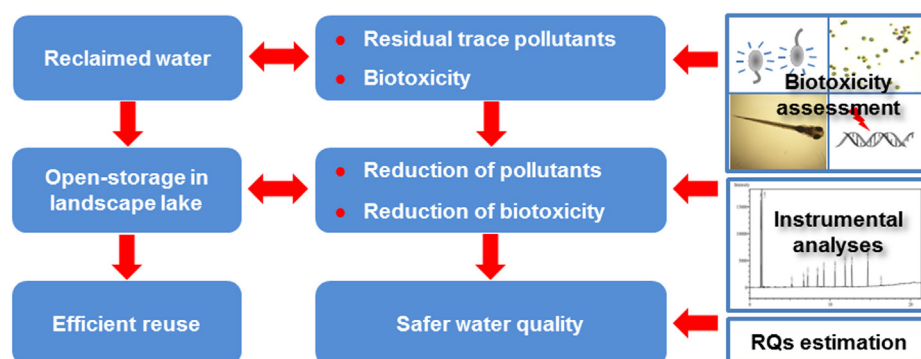 Reclaimed water
Residual trace pollutants
Biotoxicity
Biotoxicity
assessment
Open-storage in
landscape lake
Reduction of pollutants
Reduction of biotoxicity
Instrumental
analyses
Efficient reuse
Safer water quality
RQs estimation